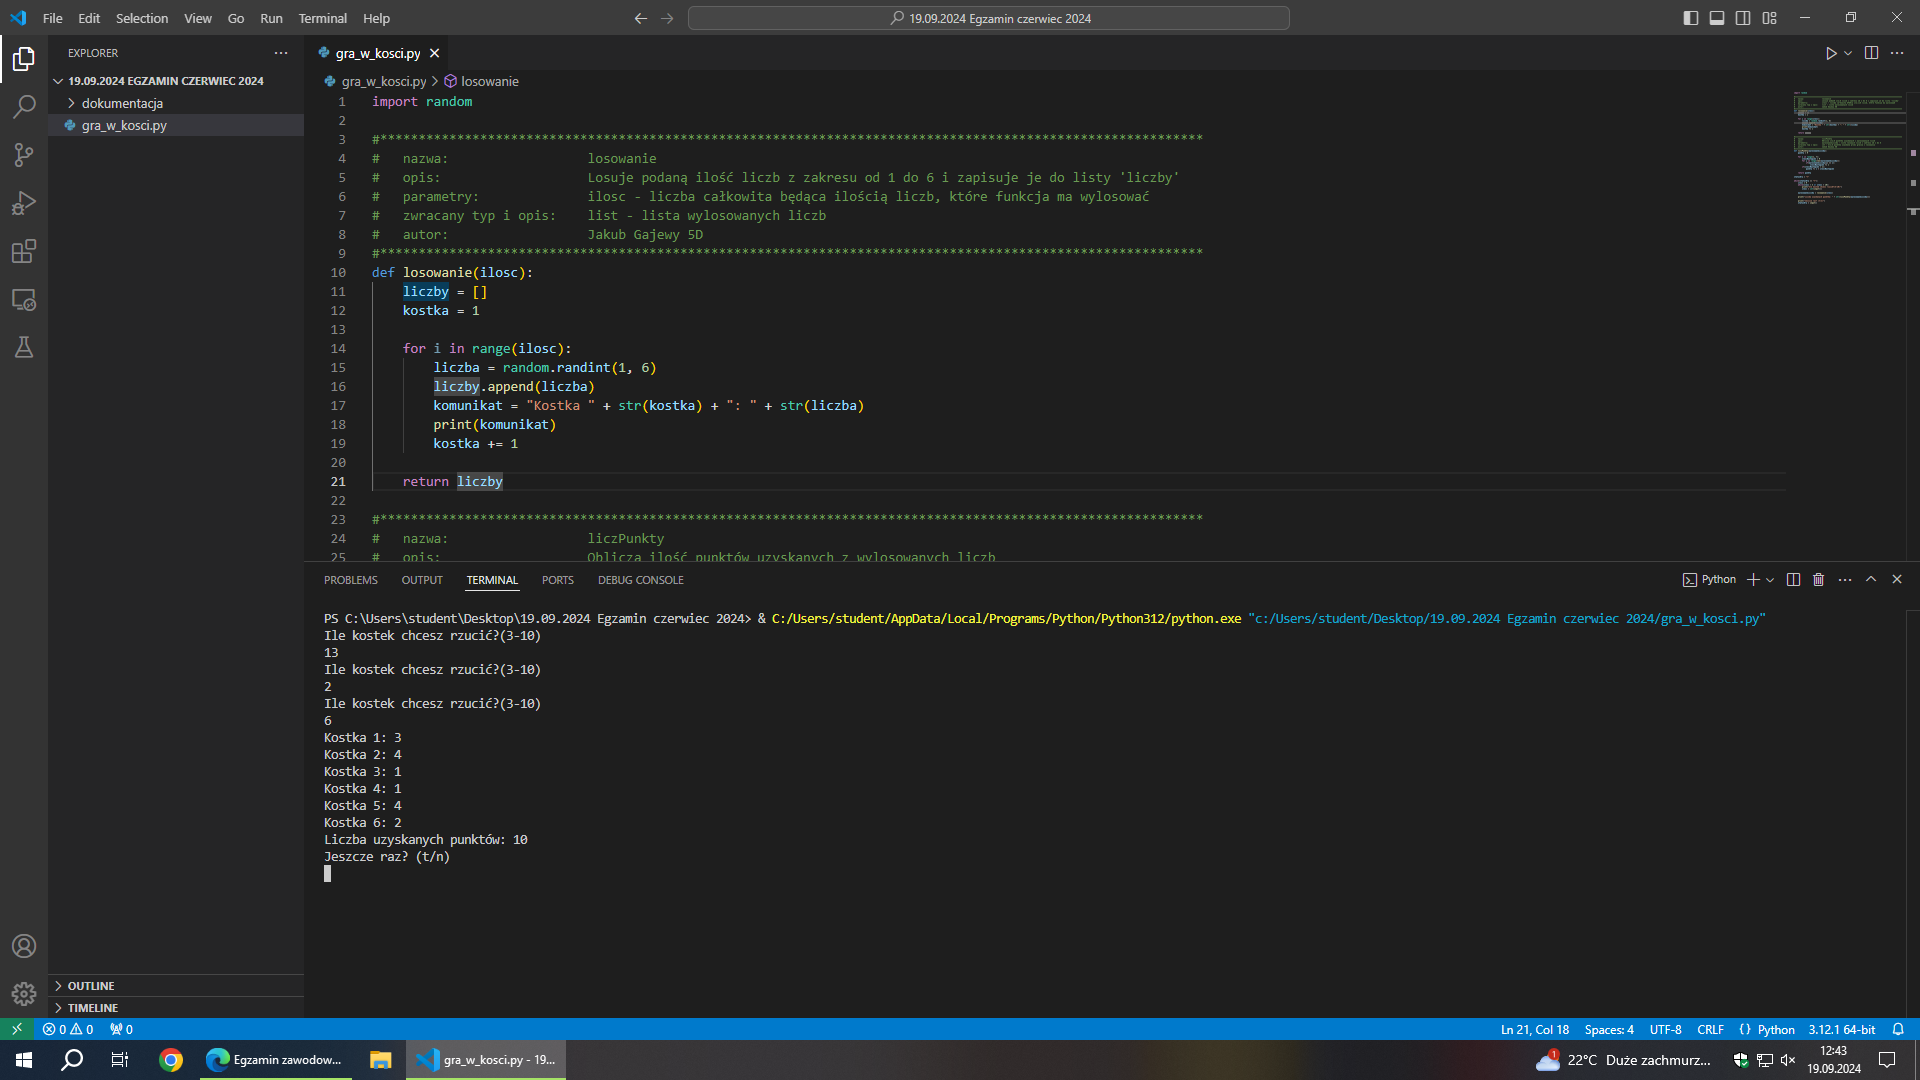 File Edit Selection View Go Run Terminal Help
19.09.2024 Egzamin czerwiec 2024
EXPLORER
19.09.2024 EGZAMIN CZERWIEC 2024
dokumentacja
gra_w_kosci.py
OUTLINE
TIMELINE
gra_w_kosci.py
gra_w_kosci.py > losowanie
1 import random
2
3 #***********************************************************************************************************
4 #   nazwa:                  losowanie
5 #   opis:                   Losuje podaną ilość liczb z zakresu od 1 do 6 i zapisuje je do listy 'liczby'
6 #   parametry:              ilosc - liczba całkowita będąca ilością liczb, które funkcja ma wylosować
7 #   zwracany typ i opis:    list - lista wylosowanych liczb
8 #   autor:                  Jakub Gajewy 5D
9 #***********************************************************************************************************
10 def losowanie(ilosc):
11     liczby = []
12     kostka = 1
13
14     for i in range(ilosc):
15         liczba = random.randint(1, 6)
16         liczby.append(liczba)
17         komunikat = "Kostka " + str(kostka) + ": " + str(liczba)
18         print(komunikat)
19         kostka += 1
20
21     return liczby
22
23 #***********************************************************************************************************
24 #   nazwa:                  liczPunkty
25 #   opis:                   Oblicza ilość punktów uzyskanych z wylosowanych liczb
PROBLEMS OUTPUT TERMINAL PORTS DEBUG CONSOLE
Python
PS C:\Users\student\Desktop\19.09.2024 Egzamin czerwiec 2024> & C:/Users/student/AppData/Local/Programs/Python/Python312/python.exe "c:/Users/student/Desktop/19.09.2024 Egzamin czerwiec 2024/gra_w_kosci.py"
Ile kostek chcesz rzucić?(3-10)
13
Ile kostek chcesz rzucić?(3-10)
2
Ile kostek chcesz rzucić?(3-10)
6
Kostka 1: 3
Kostka 2: 4
Kostka 3: 1
Kostka 4: 1
Kostka 5: 4
Kostka 6: 2
Liczba uzyskanych punktów: 10
Jeszcze raz? (t/n)
0 0 0
Ln 21, Col 18 Spaces: 4 UTF-8 CRLF {} Python 3.12.1 64-bit
Egzamin zawodow...
gra_w_kosci.py - 19...
1
22°C Duże zachmurz...
12:43
19.09.2024